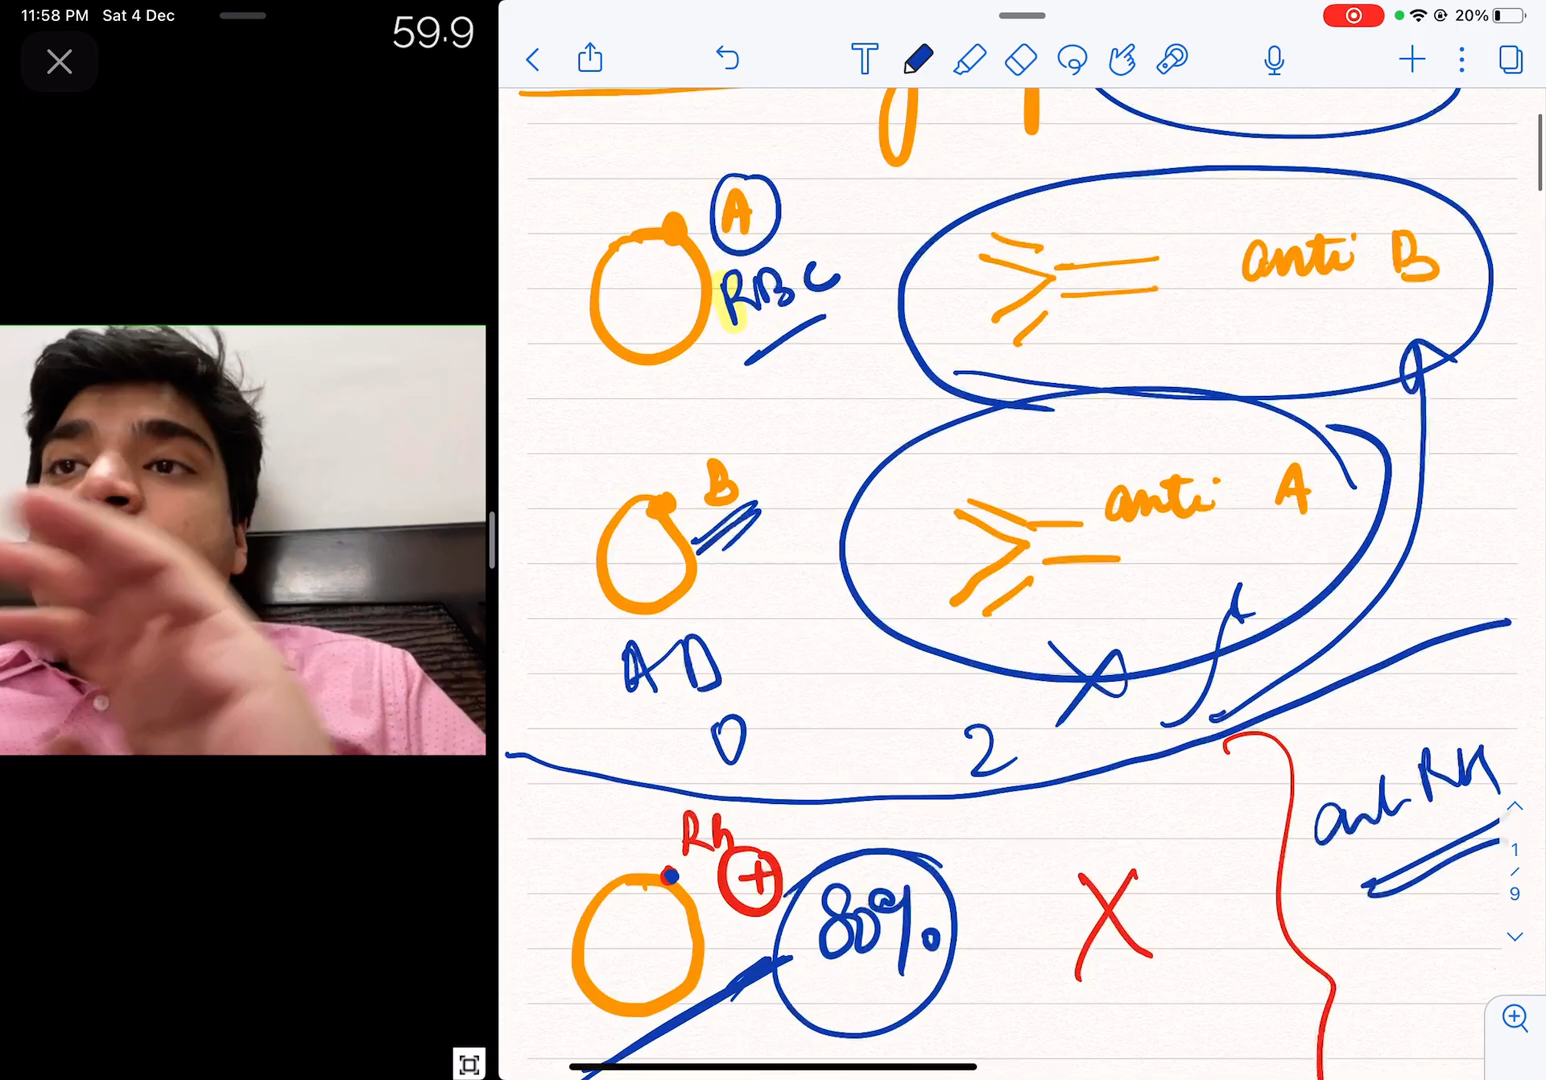 11:58 PM Sat 4 Dec
59.9
20%
T
A
RBC
anti B
B
anti A
AB
O
2
Rh
+
80%
X
anti RH
1
/
9